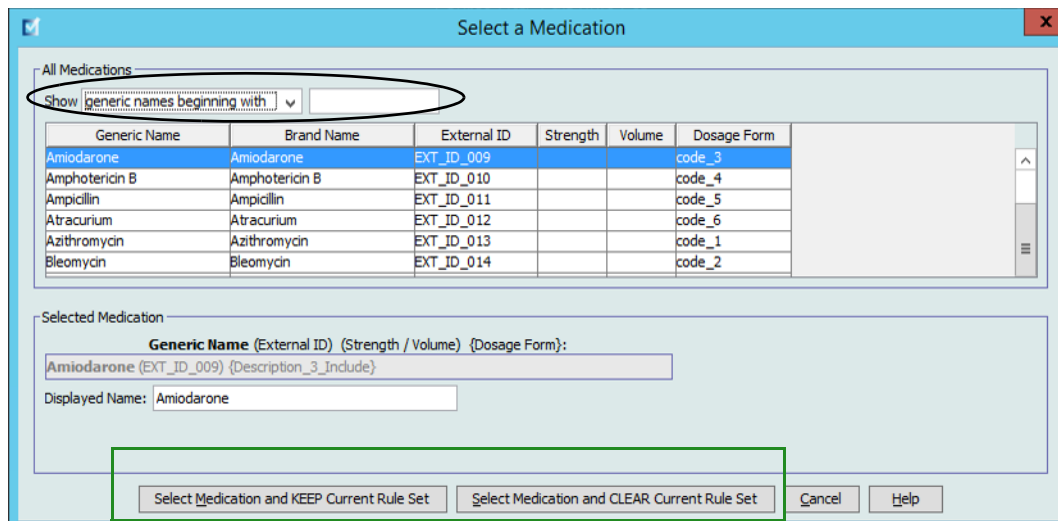 Select a Medication
x
All Medications
Show generic names beginning with
Generic Name Brand Name External ID Strength Volume Dosage Form
Amiodarone Amiodarone EXT_ID_009 code_3
Amphotericin B Amphotericin B EXT_ID_010 code_4
Ampicillin Ampicillin EXT_ID_011 code_5
Atracurium Atracurium EXT_ID_012 code_6
Azithromycin Azithromycin EXT_ID_013 code_1
Bleomycin Bleomycin EXT_ID_014 code_2
Selected Medication
Generic Name (External ID) (Strength / Volume) {Dosage Form}:
Amiodarone (EXT_ID_009) {Description_3_Include}
Displayed Name: Amiodarone
Select Medication and KEEP Current Rule Set Select Medication and CLEAR Current Rule Set Cancel Help